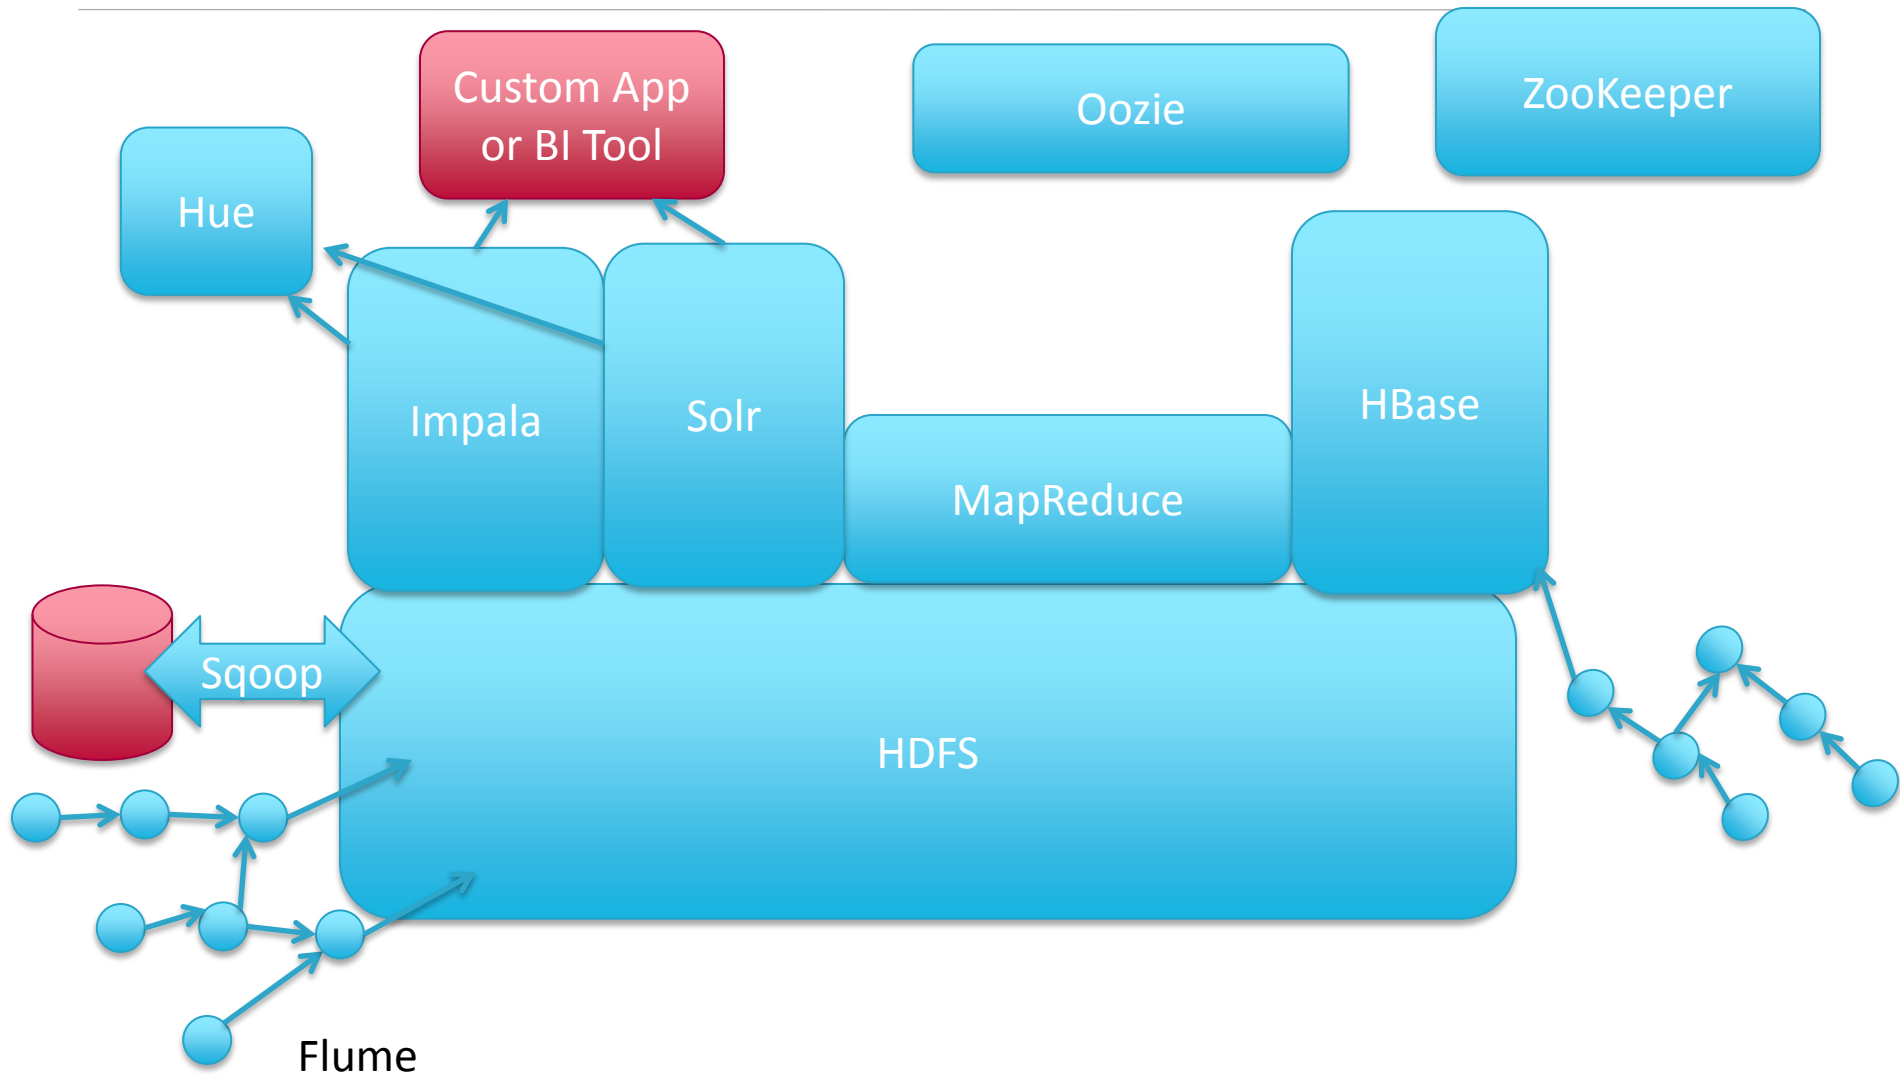 Custom App
or BI Tool
Oozie
ZooKeeper
Hue
Impala
Solr
MapReduce
HBase
Sqoop
HDFS
Flume